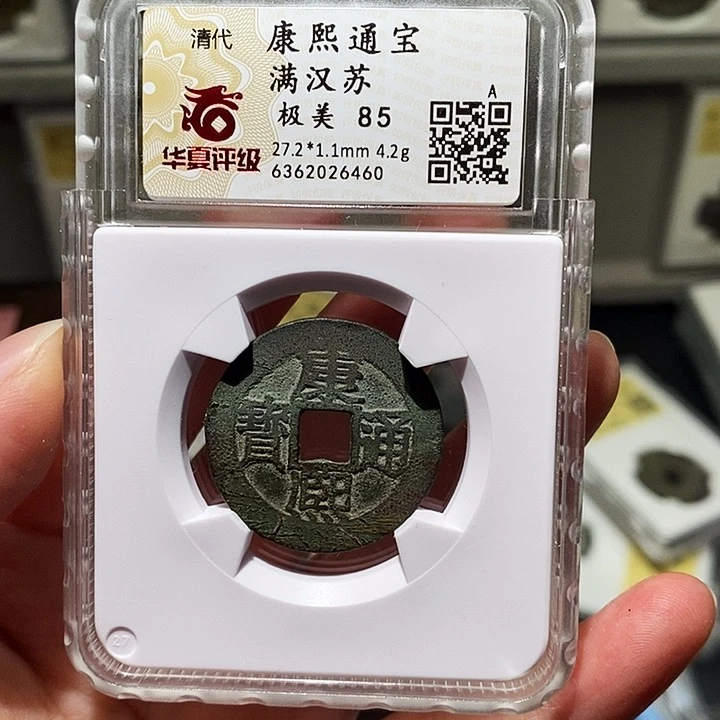 清代
康熙通宝
满汉苏
极美 85
27.2*1.1mm 4.2g
6362026460
华夏评级
A
康熙通寶
27